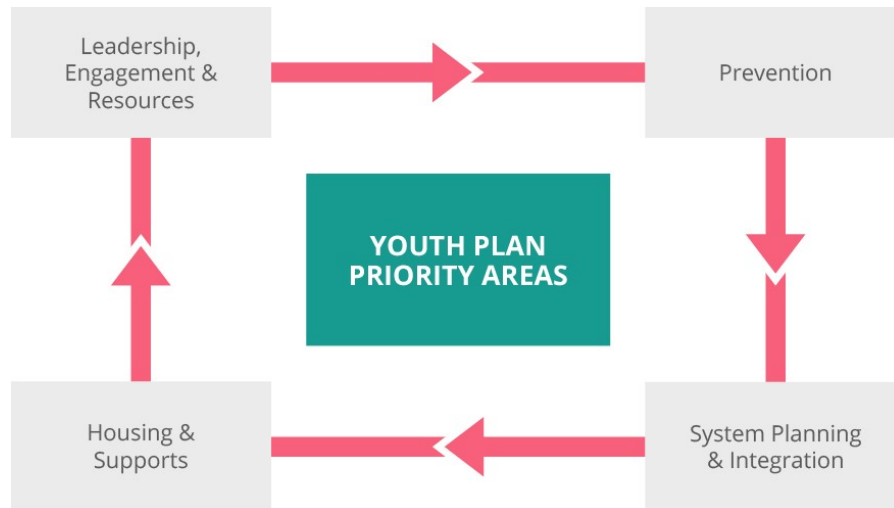 Leadership,
Engagement &
Resources
Prevention
YOUTH PLAN
PRIORITY AREAS
Housing &
Supports
System Planning
& Integration